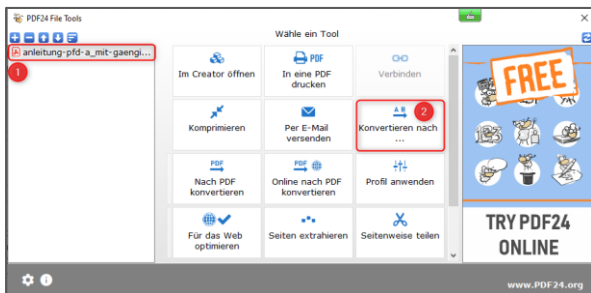 PDF24 File Tools
Wähle ein Tool
anleitung-pfd-a_mit-gaengi...
1
Im Creator öffnen
PDF
In eine PDF
drucken
Verbinden
Komprimieren
Per E-Mail
versenden
A B
2
Konvertieren nach
...
PDF
Nach PDF
konvertieren
PDF
Online nach PDF
konvertieren
Profil anwenden
Für das Web
optimieren
Seiten extrahieren
Seitenweise teilen
FREE
TRY PDF24
ONLINE
www.PDF24.org